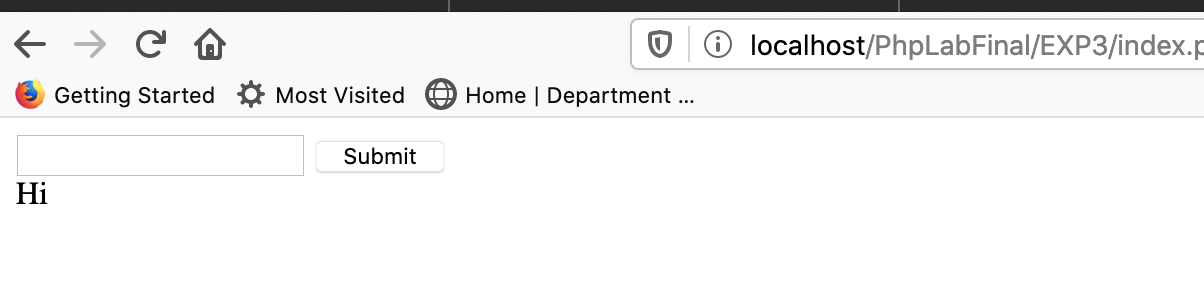 localhost/PhpLabFinal/EXP3/index.p
Getting Started Most Visited Home | Department ...
Submit
Hi